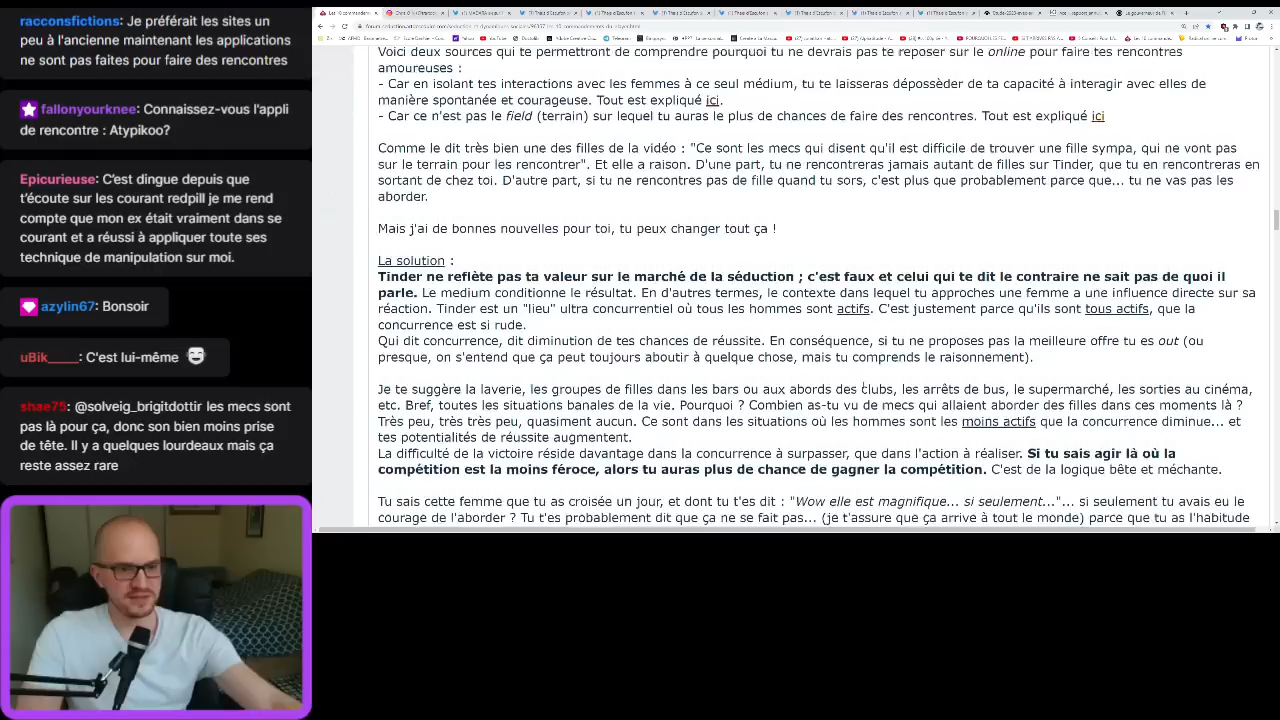 racconsfictions: Je préférait les sites un
peu à l'ancien maintenant les applications
ne sont pas faites pour faire des rencontres
fallonyourknee: Connaissez-vous l'appli
de rencontre : Atypikoo?
Epicurieuse: C'est dingue depuis que
t'écoute sur les courant redpill je me rend
compte que mon ex était vraiment dans se
courant et a réussi à appliquer toute ses
technique de manipulation sur moi.
azylin67: Bonsoir
uBik____: C'est lui-même
shae75: @solveig_brigitdottir les mecs sont
pas là pour ça, donc son bien moins prise
de tête. Il y a quelques lourdeaux mais ça
reste assez rare
Voici deux sources qui te permettront de comprendre pourquoi tu ne devrais pas te reposer sur le online pour faire les rencontres
amoureuses :
- Car en isolant tes interactions avec les femmes à ce seul médium, tu te laisseras dépossèder de ta capacité à interagir avec elles de
manière spontanée et courageuse. Tout est expliqué ici.
- Car ce n'est pas le field (terrain) sur lequel tu auras le plus de chances de faire des rencontres. Tout est expliqué ici
Comme le dit très bien une des filles de la vidéo : "Ce sont les mecs qui disent qu'il est difficile de trouver une fille sympa, qui ne vont pas
sur le terrain pour les rencontrer". Et elle a raison. D'une part, tu ne rencontreras jamais autant de filles sur Tinder, que tu en rencontreras en
sortant de chez toi. D'autre part, si tu ne rencontres pas de fille quand tu sors, c'est plus que probablement parce que... tu ne vas pas les
aborder.
Mais j'ai de bonnes nouvelles pour toi, tu peux changer tout ça !
La solution :
Tinder ne reflète pas ta valeur sur le marché de la séduction ; c'est faux et celui qui te dit le contraire ne sait pas de quoi il
parle. Le medium conditionne le résultat. En d'autres termes, le contexte dans lequel tu approches une femme a une influence directe sur sa
réaction. Tinder est un "lieu" ultra concurrentiel où tous les hommes sont actifs. C'est justement parce qu'ils sont tous actifs, que la
concurrence est si rude.
Qui dit concurrence, dit diminution de tes chances de réussite. En conséquence, si tu ne proposes pas la meilleure offre tu es out (ou
presque, on s'entend que ça peut toujours aboutir à quelque chose, mais tu comprends le raisonnement).
Je te suggère la laverie, les groupes de filles dans les bars ou aux abords des clubs, les arrêts de bus, le supermarché, les sorties au cinéma,
etc. Bref, toutes les situations banales de la vie. Pourquoi ? Combien as-tu vu de mecs qui allaient aborder des filles dans ces moments là ?
Très peu, très très peu, quasiment aucun. Ce sont dans les situations où les hommes sont les moins actifs que la concurrence diminue... et
tes potentialités de réussite augmentent.
La difficulté de la victoire réside davantage dans la concurrence à surpasser, que dans l'action à réaliser. Si tu sais agir là où la
compétition est la moins féroce, alors tu auras plus de chance de gagner la compétition. C'est de la logique bête et méchante.
Tu sais cette femme que tu as croisée un jour, et dont tu t'es dit : "Wow elle est magnifique... si seulement..."... si seulement tu avais eu le
courage de l'aborder ? Tu t'es probablement dit que ça ne se fait pas... (je t'assure que ça arrive à tout le monde) parce que tu as l'habitude